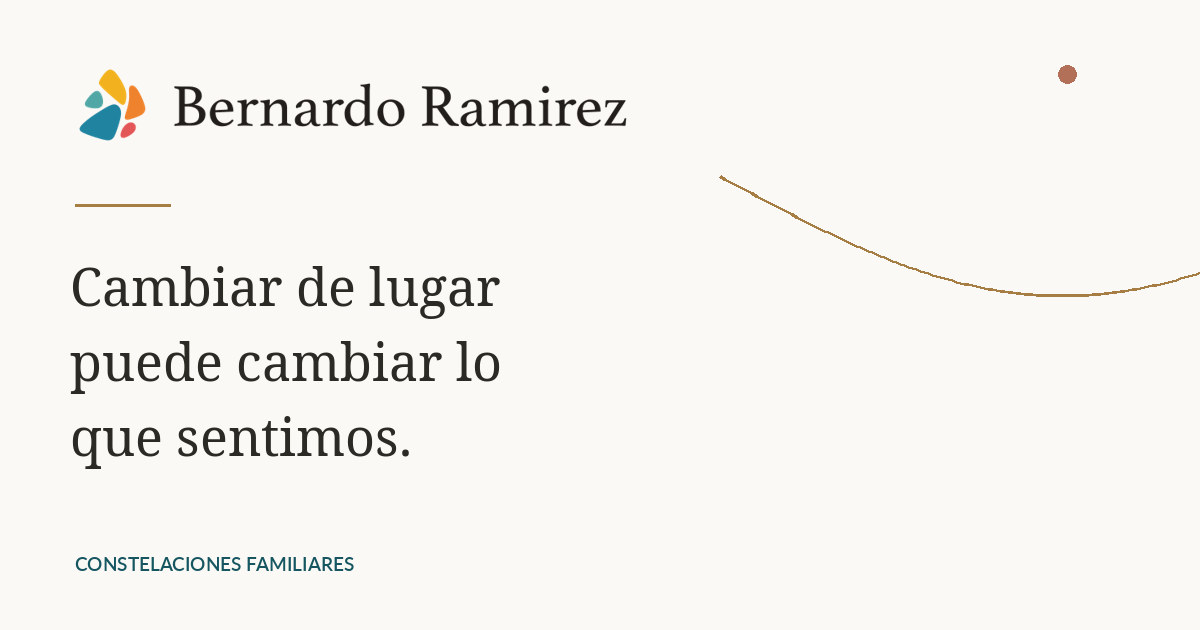 Bernardo Ramirez
Cambiar de lugar
puede cambiar lo
que sentimos.
CONSTELACIONES FAMILIARES